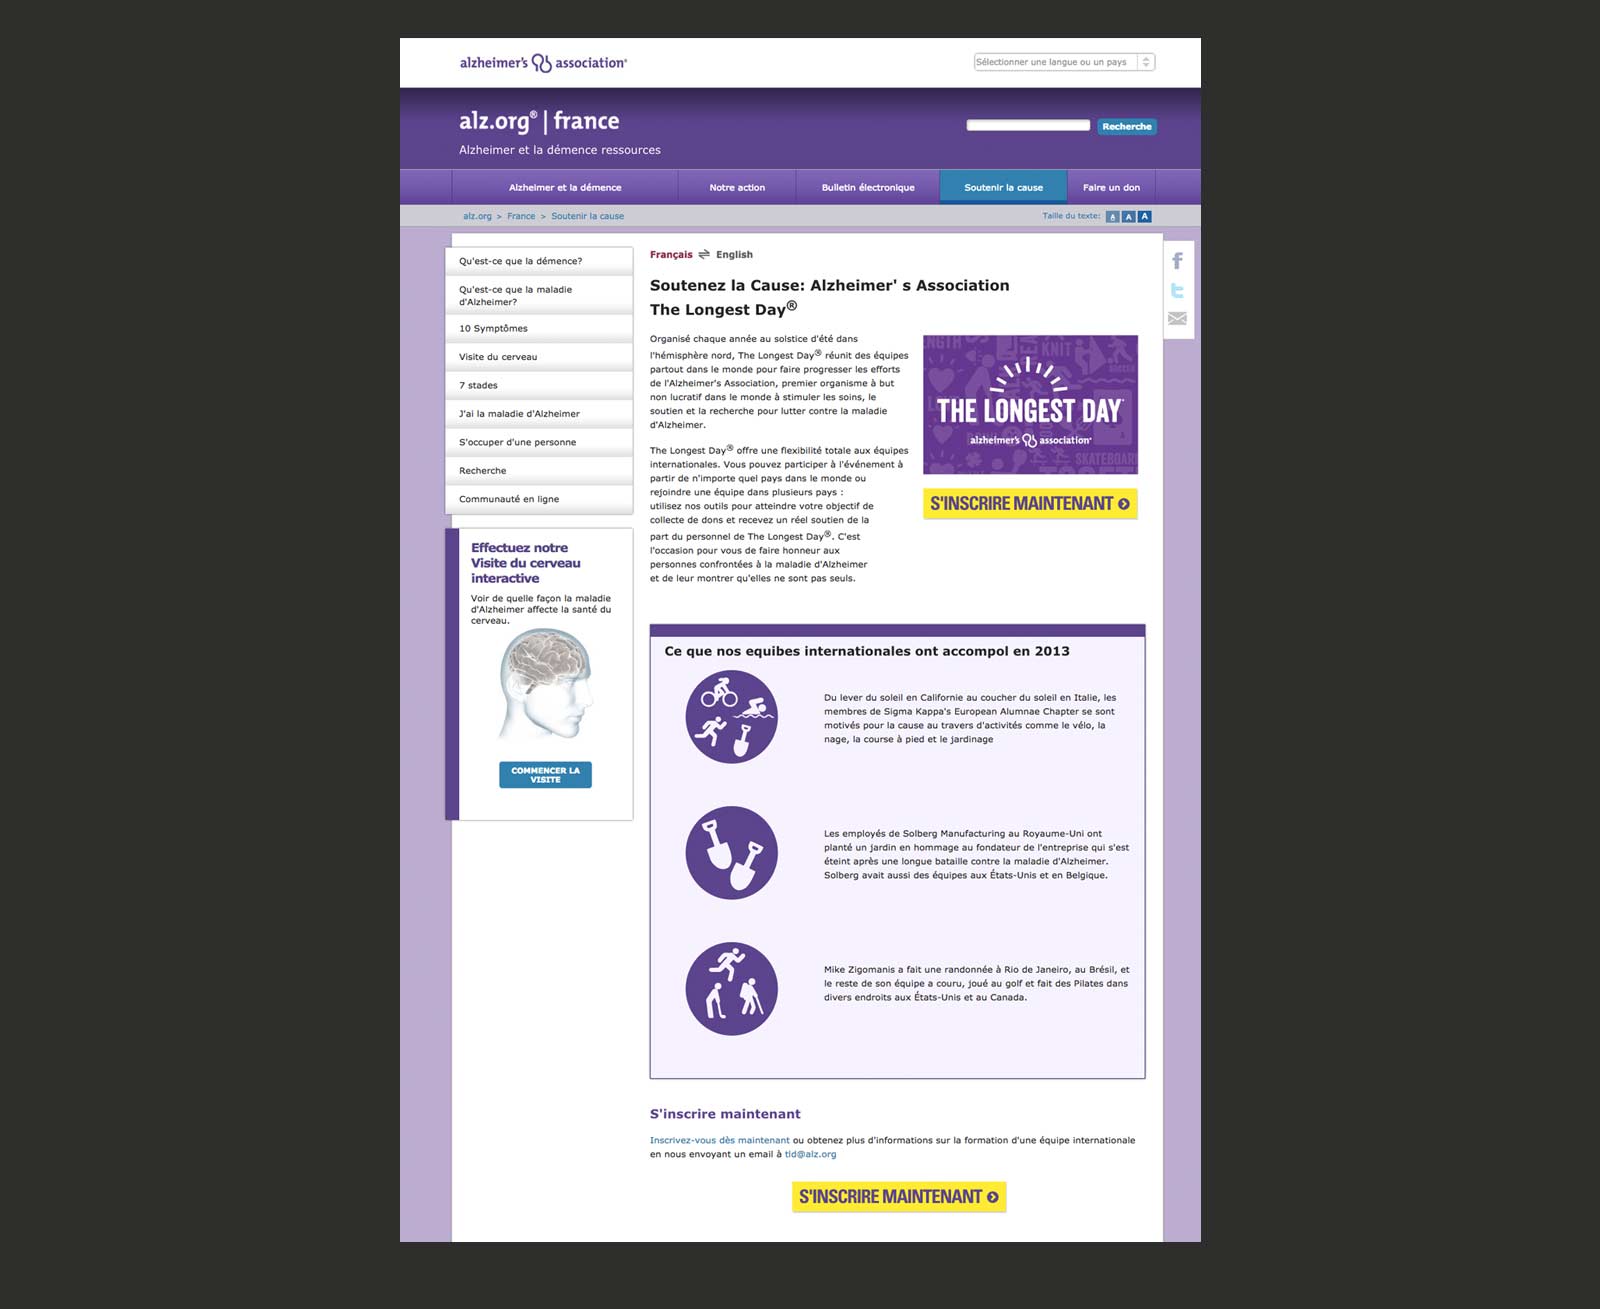 alzheimer's association®
Sélectionner une langue ou un pays
alz.org® | france
Alzheimer et la démence ressources
Recherche
Alzheimer et la démence
Notre action
Bulletin électronique
Soutenir la cause
Faire un don
alz.org > France > Soutenir la cause
Taille du texte: A A A
Qu'est-ce que la démence?
Qu'est-ce que la maladie
d'Alzheimer?
10 Symptômes
Visite du cerveau
7 stades
J'ai la maladie d'Alzheimer
S'occuper d'une personne
Recherche
Communauté en ligne
Effectuez notre
Visite du cerveau
interactive
Voir de quelle façon la maladie
d'Alzheimer affecte la santé du
cerveau.
COMMENCER LA
VISITE
Français ⇌ English
Soutenez la Cause: Alzheimer' s Association
The Longest Day®
Organisé chaque année au solstice d'été dans
l'hémisphère nord, The Longest Day® réunit des équipes
partout dans le monde pour faire progresser les efforts
de l'Alzheimer's Association, premier organisme à but
non lucratif dans le monde à stimuler les soins, le
soutien et la recherche pour lutter contre la maladie
d'Alzheimer.
The Longest Day® offre une flexibilité totale aux équipes
internationales. Vous pouvez participer à l'événement à
partir de n'importe quel pays dans le monde ou
rejoindre une équipe dans plusieurs pays :
utilisez nos outils pour atteindre votre objectif de
collecte de dons et recevez un réel soutien de la
part du personnel de The Longest Day®. C'est
l'occasion pour vous de faire honneur aux
personnes confrontées à la maladie d'Alzheimer
et de leur montrer qu'elles ne sont pas seuls.
KNIT
THE LONGEST DAY
alzheimer's association®
SKATEBOARD
S'INSCRIRE MAINTENANT
Ce que nos equibes internationales ont accompol en 2013
Du lever du soleil en Californie au coucher du soleil en Italie, les
membres de Sigma Kappa's European Alumnae Chapter se sont
motivés pour la cause au travers d'activités comme le vélo, la
nage, la course à pied et le jardinage
Les employés de Solberg Manufacturing au Royaume-Uni ont
planté un jardin en hommage au fondateur de l'entreprise qui s'est
éteint après une longue bataille contre la maladie d'Alzheimer.
Solberg avait aussi des équipes aux États-Unis et en Belgique.
Mike Zigomanis a fait une randonnée à Rio de Janeiro, au Brésil, et
le reste de son équipe a couru, joué au golf et fait des Pilates dans
divers endroits aux États-Unis et au Canada.
S'inscrire maintenant
Inscrivez-vous dès maintenant ou obtenez plus d'informations sur la formation d'une équipe internationale
en nous envoyant un email à tld@alz.org
S'INSCRIRE MAINTENANT